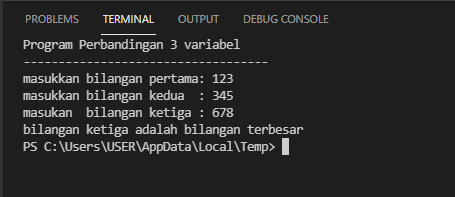 PROBLEMS TERMINAL OUTPUT DEBUG CONSOLE
Program Perbandingan 3 variabel
-----------------------------------
masukkan bilangan pertama: 123
masukkan bilangan kedua  : 345
masukan  bilangan ketiga : 678
bilangan ketiga adalah bilangan terbesar
PS C:\Users\USER\AppData\Local\Temp>